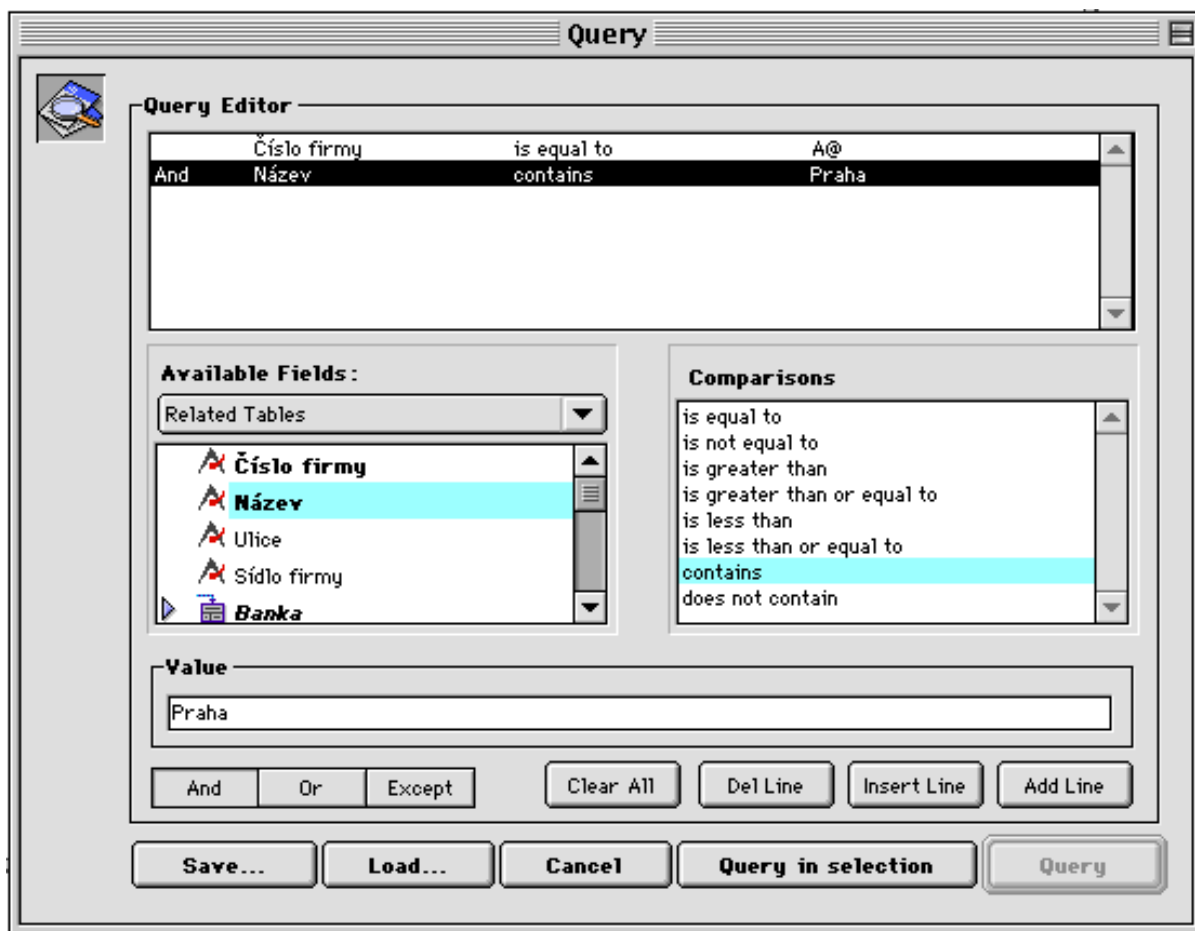 Query
Query Editor
Číslo firmy is equal to A@
And Název contains Praha
Available Fields:
Related Tables
Číslo firmy
Název
Ulice
Sídlo firmy
Banka
Comparisons
is equal to
is not equal to
is greater than
is greater than or equal to
is less than
is less than or equal to
contains
does not contain
Value
Praha
And Or Except Clear All Del Line Insert Line Add Line
Save... Load... Cancel Query in selection Query